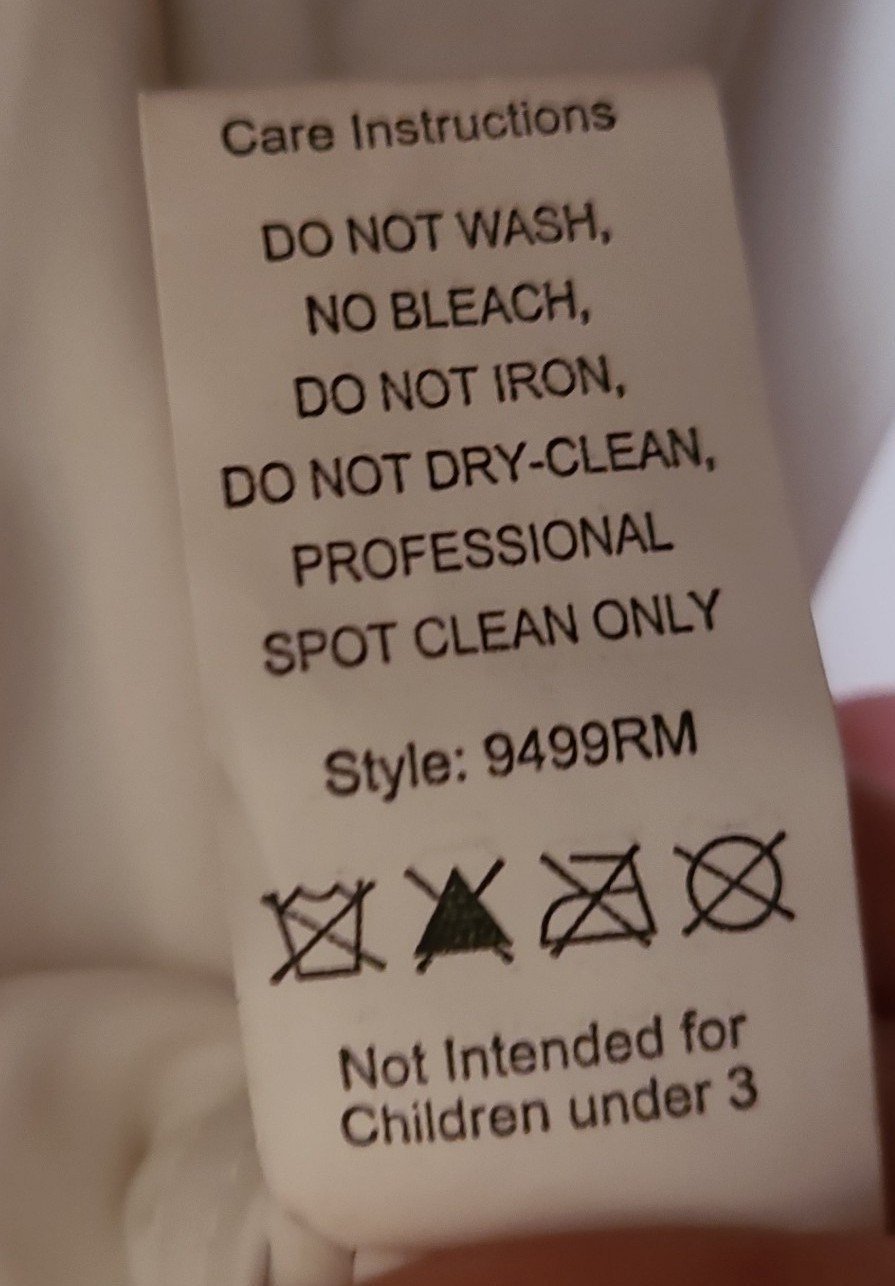 Care Instructions
DO NOT WASH,
NO BLEACH,
DO NOT IRON,
DO NOT DRY-CLEAN,
PROFESSIONAL
SPOT CLEAN ONLY
Style: 9499RM
Not Intended for
Children under 3